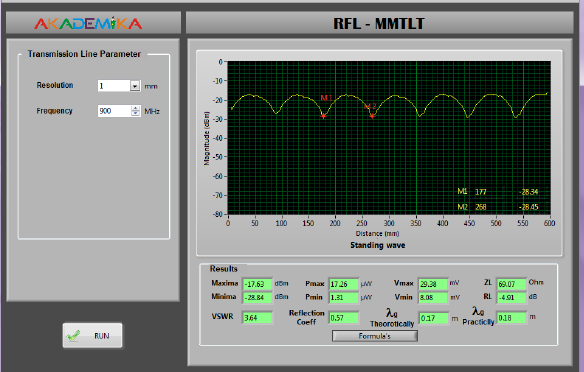 AKADEMIKA
RFL - MMTLT
Transmission Line Parameter
Resolution 1 mm
Frequency 900 MHz
RUN
Magnitude (dBm)
0
-10
-20
-30
-40
-50
-60
-70
-80
M1
M2
M1 177 -28.34
M2 268 -28.45
0 50 100 150 200 250 300 350 400 450 500 550 600
Distance (mm)
Standing wave
Results
Maxima -17.63 dBm Pmax 17.26 µW Vmax 29.38 mV ZL 69.07 Ohm
Minima -28.84 dBm Pmin 1.31 µW Vmin 8.08 mV RL -4.91 dB
VSWR 3.64 Reflection Coeff 0.57 λg Theorotically 0.17 m λg Practiclly 0.18 m
Formula's